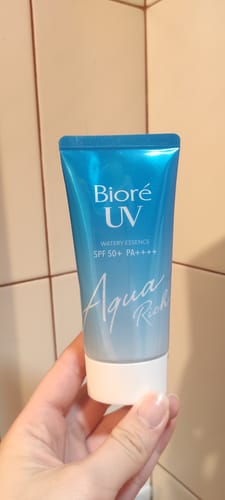 Bioré
UV
WATERY ESSENCE
SPF 50+ PA++++
Aqua
Rich